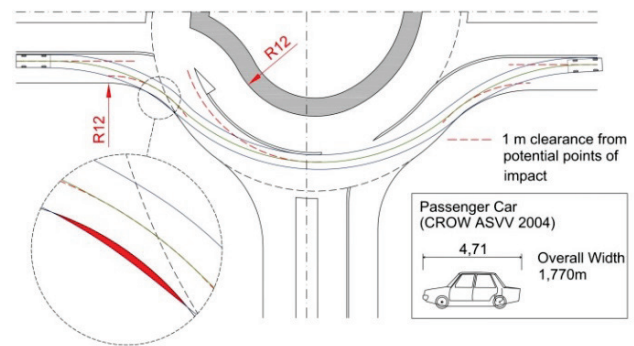 R12
R12
1 m clearance from
potential points of
impact
Passenger Car
(CROW ASVV 2004)
4,71
Overall Width
1,770m